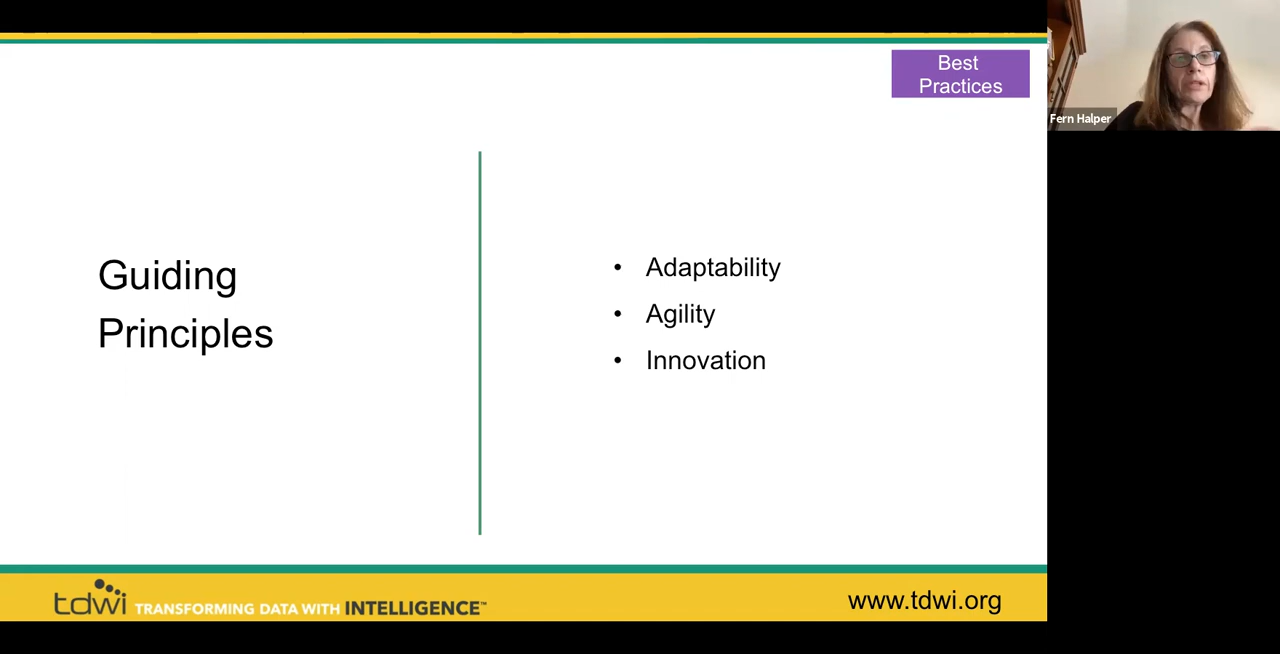 Best
Practices
Fern Halper
Guiding
Principles
• Adaptability
• Agility
• Innovation
tdwi TRANSFORMING DATA WITH INTELLIGENCE™
www.tdwi.org